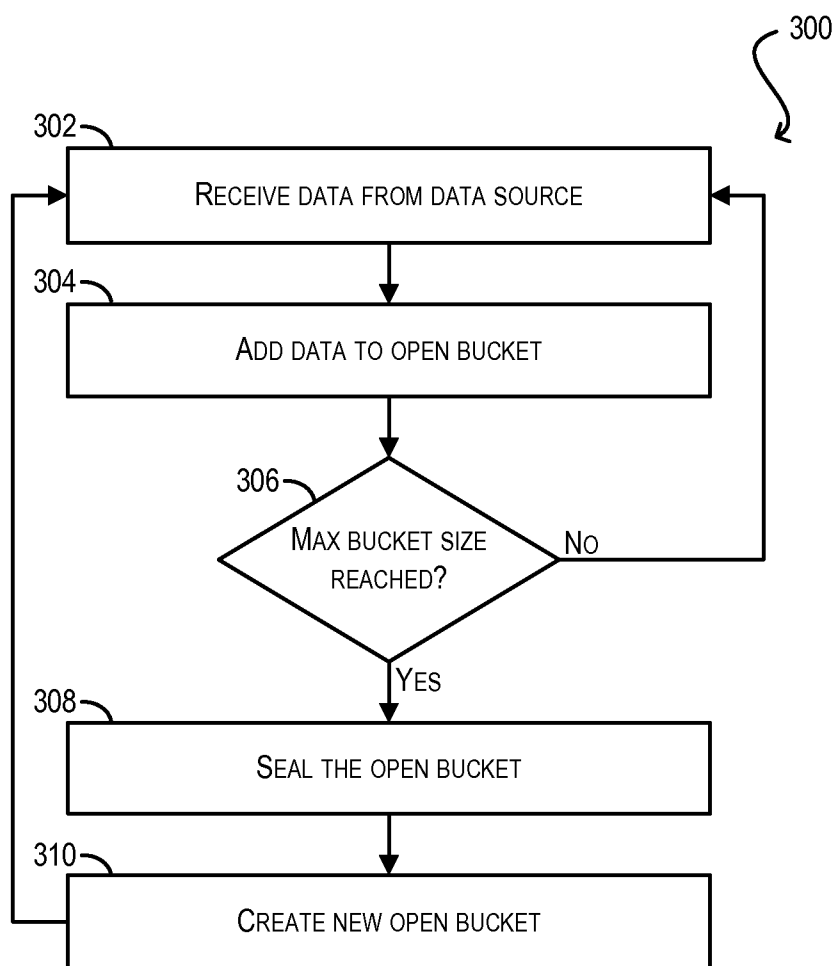 300
302
RECEIVE DATA FROM DATA SOURCE
304
ADD DATA TO OPEN BUCKET
306
MAX BUCKET SIZE
REACHED?
NO
YES
308
SEAL THE OPEN BUCKET
310
CREATE NEW OPEN BUCKET